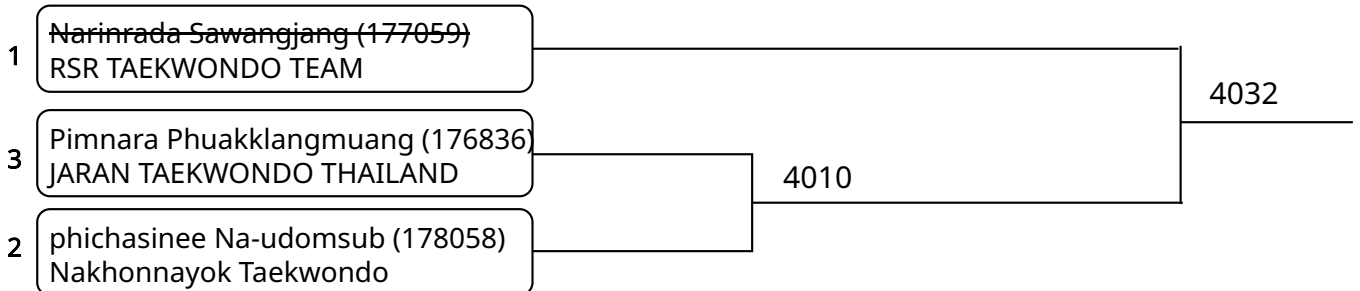 1
Narinrada Sawangjang (177059)
RSR TAEKWONDO TEAM
4032
3
Pimnara Phuakklangmuang (176836)
JARAN TAEKWONDO THAILAND
4010
2
phichasinee Na-udomsub (178058)
Nakhonnayok Taekwondo